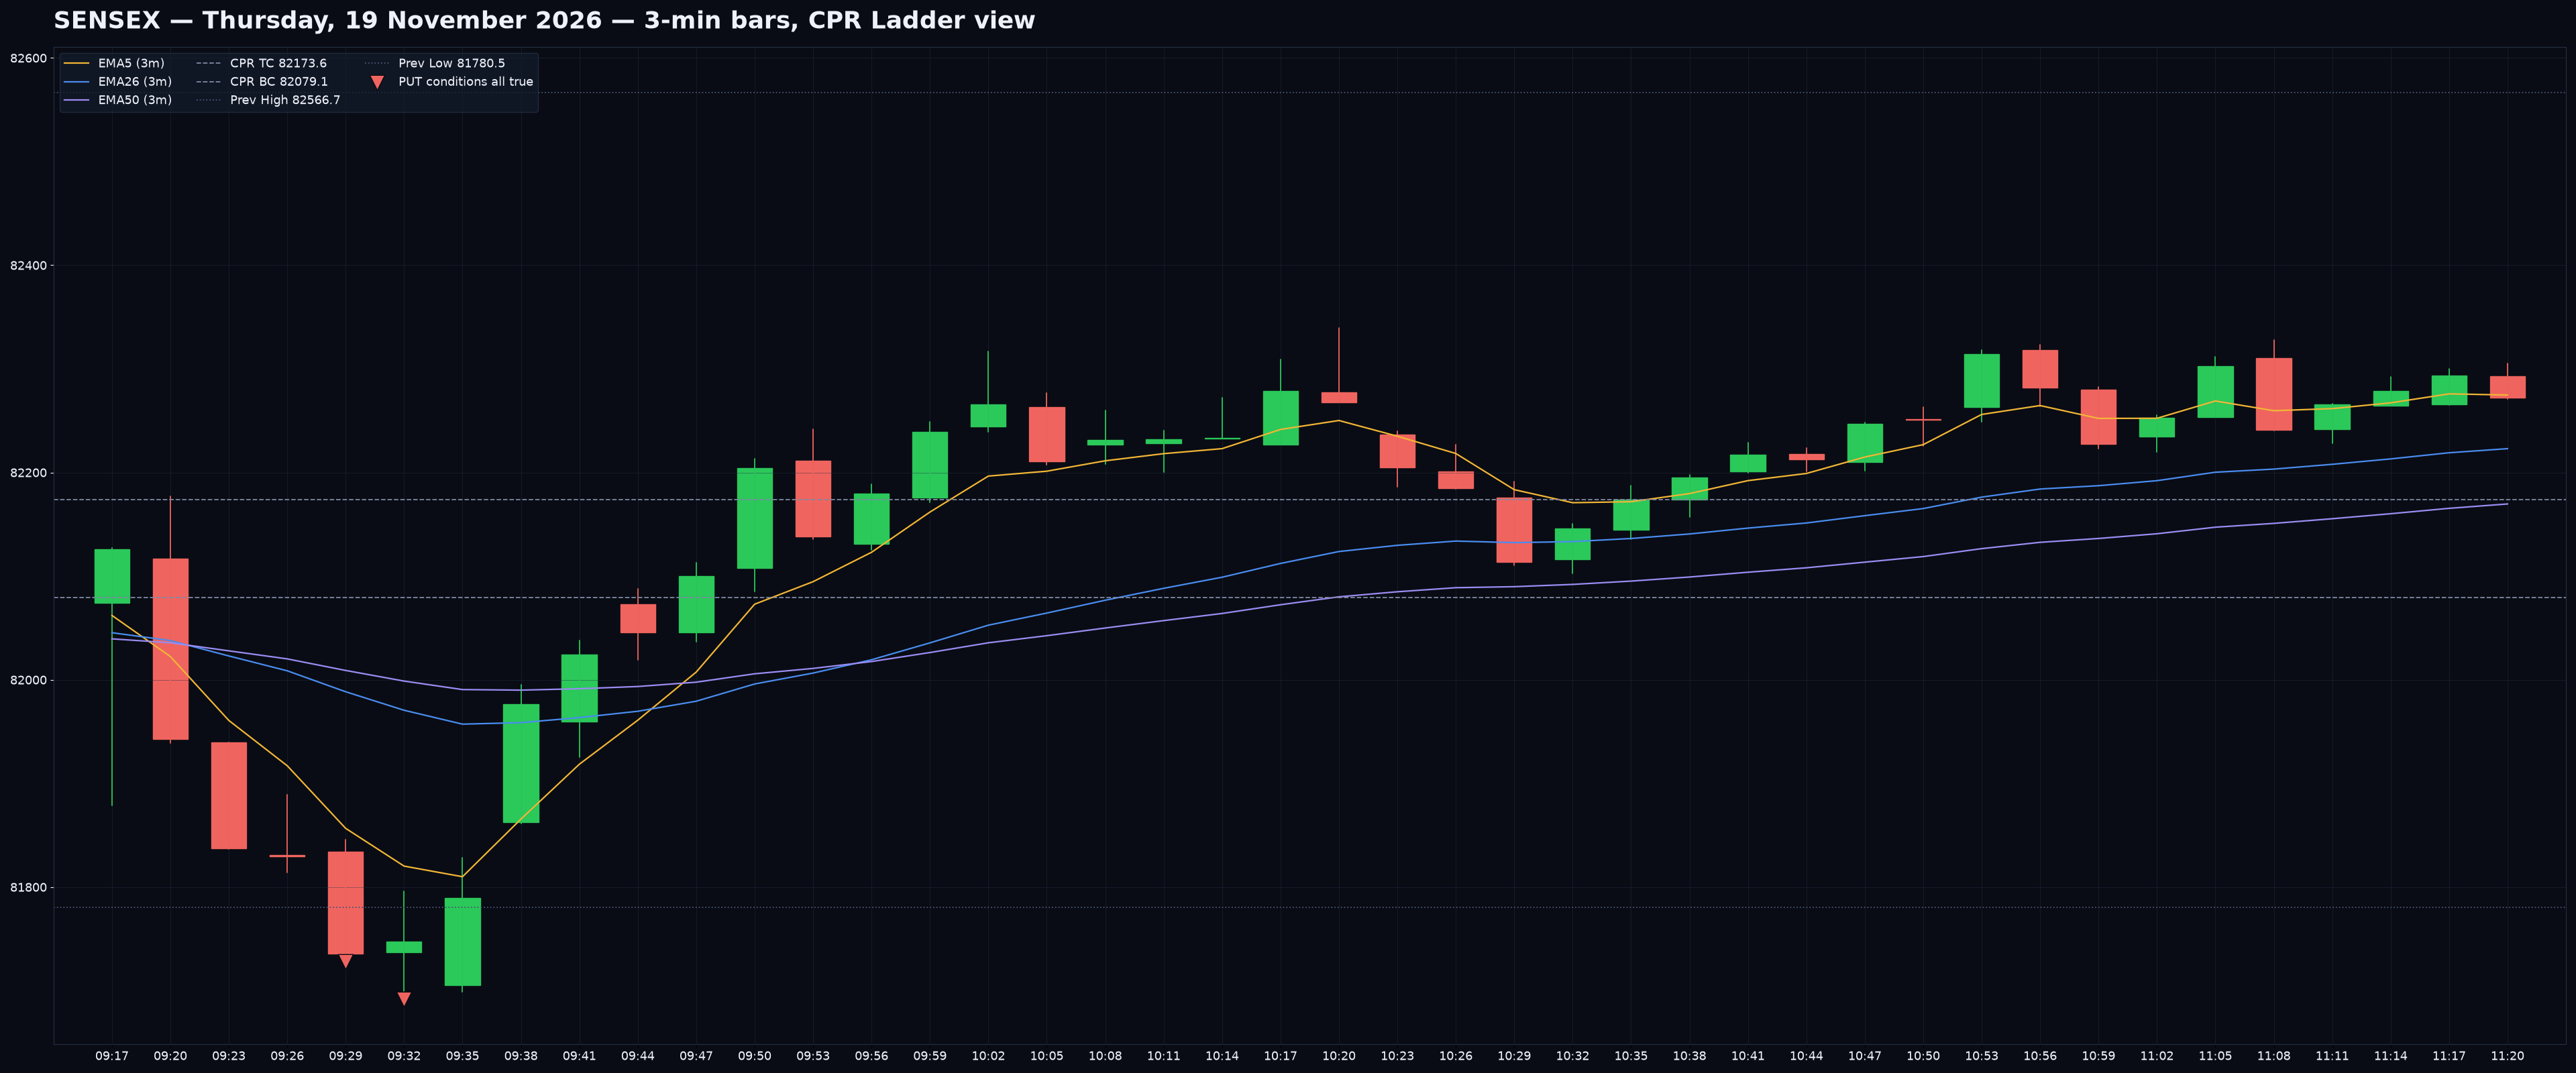 SENSEX — Thursday, 19 November 2026 — 3-min bars, CPR Ladder view
EMA5 (3m)
EMA26 (3m)
EMA50 (3m)
CPR TC 82173.6
CPR BC 82079.1
Prev High 82566.7
Prev Low 81780.5
PUT conditions all true
82600
82400
82200
82000
81800
09:17 09:20 09:23 09:26 09:29 09:32 09:35 09:38 09:41 09:44 09:47 09:50 09:53 09:56 09:59 10:02 10:05 10:08 10:11 10:14 10:17 10:20 10:23 10:26 10:29 10:32 10:35 10:38 10:41 10:44 10:47 10:50 10:53 10:56 10:59 11:02 11:05 11:08 11:11 11:14 11:17 11:20